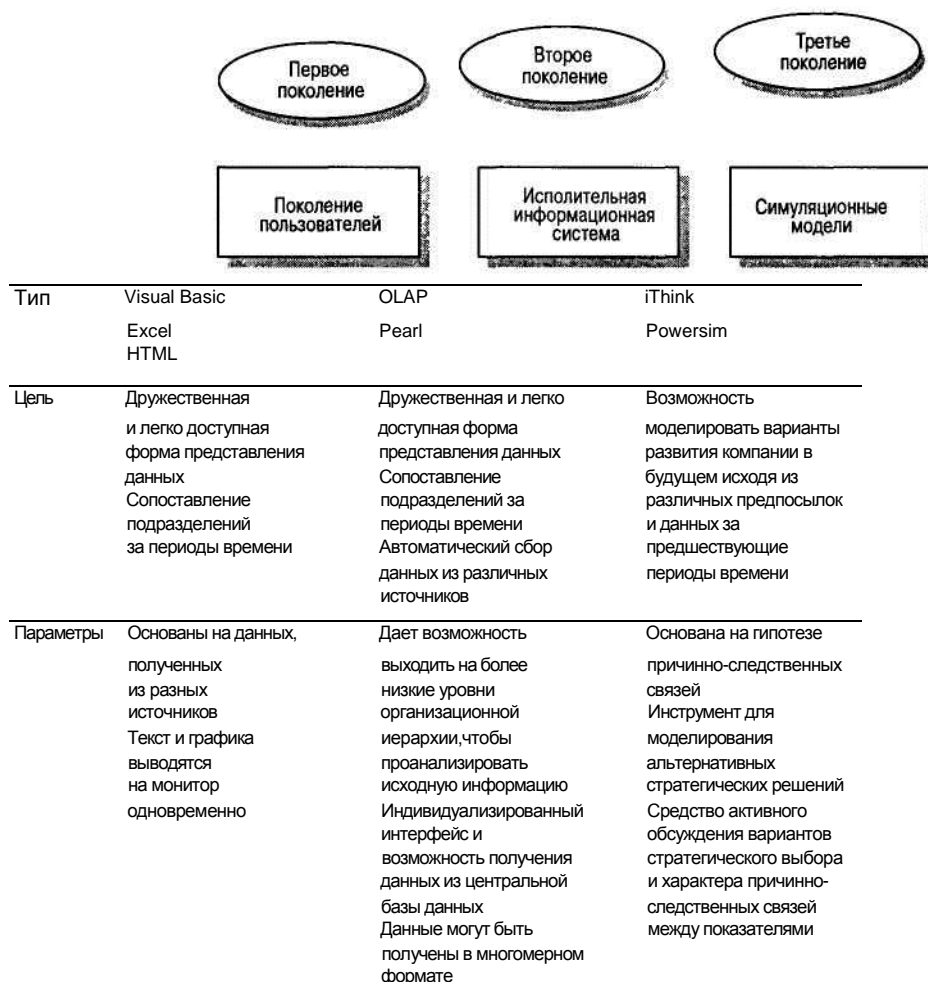 Первое
поколение
Второе
поколение
Третье
поколение
Поколение
пользователей
Исполительная
информационная
система
Симуляционные
модели
Тип
Visual Basic
Excel
HTML
OLAP
Pearl
iThink
Powersim
Цель
Дружественная
и легко доступная
форма представления
данных
Сопоставление
подразделений
за периоды времени
Дружественная и легко
доступная форма
представления данных
Сопоставление
подразделений за
периоды времени
Автоматический сбор
данных из различных
источников
Возможность
моделировать варианты
развития компании в
будущем исходя из
различных предпосылок
и данных за
предшествующие
периоды времени
Параметры
Основаны на данных,
полученных
из разных
источников
Текст и графика
выводятся
на монитор
одновременно
Дает возможность
выходить на более
низкие уровни
организационной
иерархии,чтобы
проанализировать
исходную информацию
Индивидуализированный
интерфейс и
возможность получения
данных из центральной
базы данных
Данные могут быть
получены в многомерном
формате
Основана на гипотезе
причинно-следственных
связей
Инструмент для
моделирования
альтернативных
стратегических решений
Средство активного
обсуждения вариантов
стратегического выбора
и характера причинно-
следственных связей
между показателями